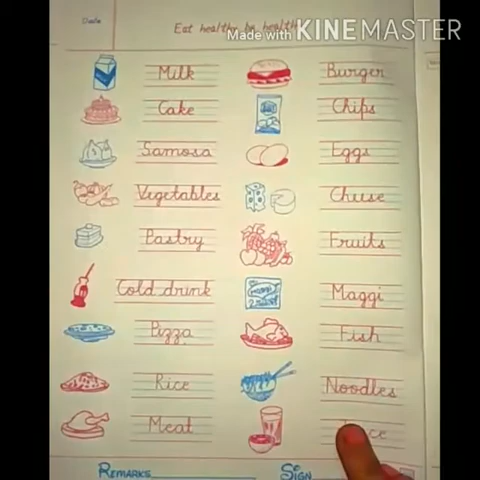 Date
Eat healthy be healthy
Made with KINEMASTER
Milk
Burger
Cake
Chips
Samosa
Eggs
Vegetables
Cheese
Pastry
Fruits
Cold drink
Maggi
Pizza
Fish
Rice
Noodles
Meat
REMARKS
SIGN